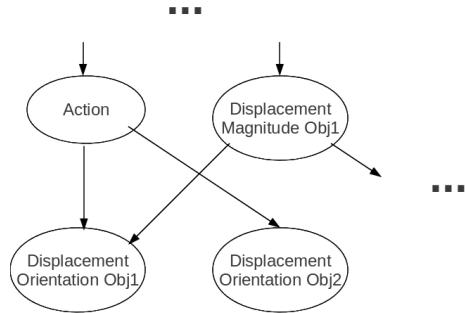 ...
Action
Displacement
Magnitude Obj1
...
Displacement
Orientation Obj1
Displacement
Orientation Obj2